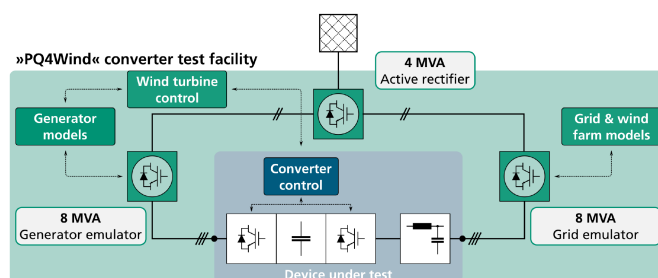 »PQ4Wind« converter test facility
4 MVA
Active rectifier
Wind turbine
control
Generator
models
Grid & wind
farm models
Converter
control
8 MVA
Generator emulator
8 MVA
Grid emulator
Device under test